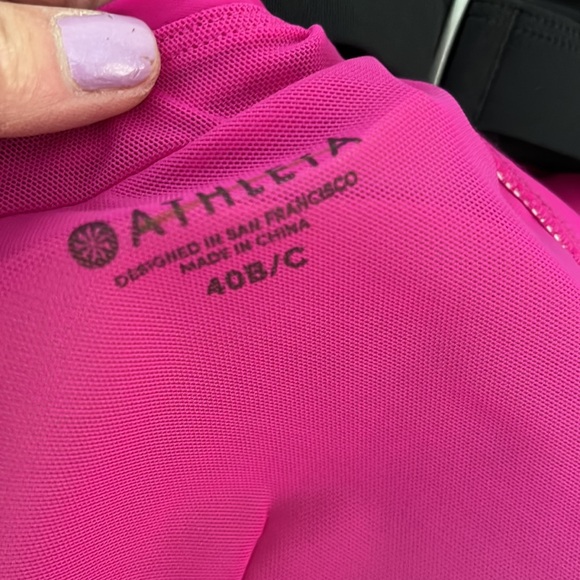 ATHLETA
DESIGNED IN SAN FRANCISCO
MADE IN CHINA
40B/C